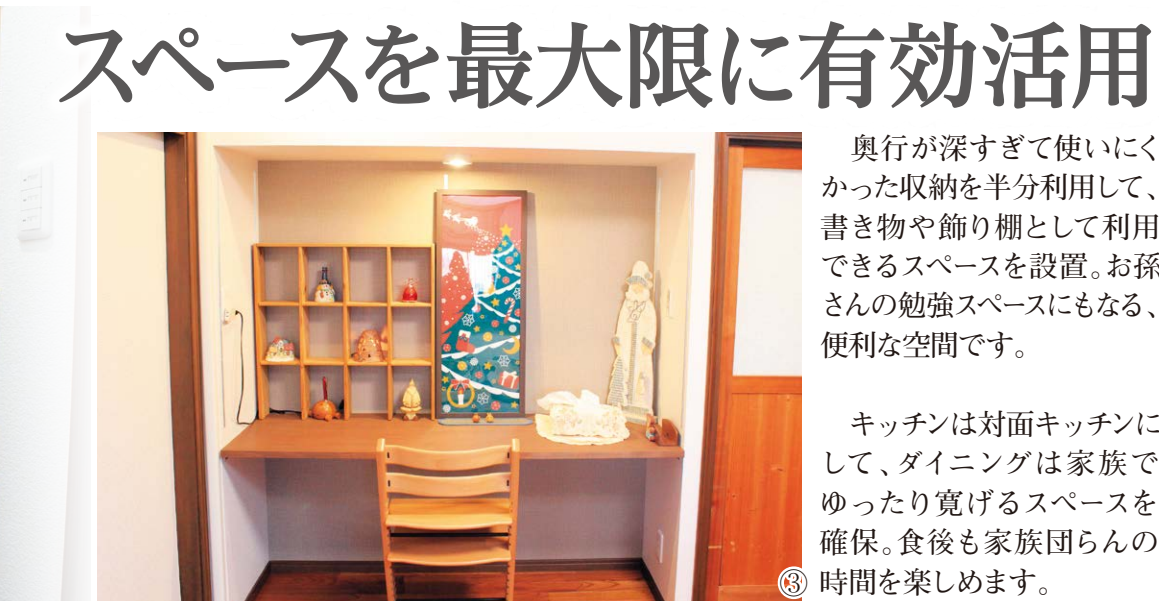 スペースを最大限に有効活用
奥行が深すぎて使いにく
かった収納を半分利用して、
書き物や飾り棚として利用
できるスペースを設置。お孫
さんの勉強スペースにもなる、
便利な空間です。
キッチンは対面キッチンに
して、ダイニングは家族で
ゆったり寛げるスペースを
確保。食後も家族団らんの
時間を楽しめます。
③